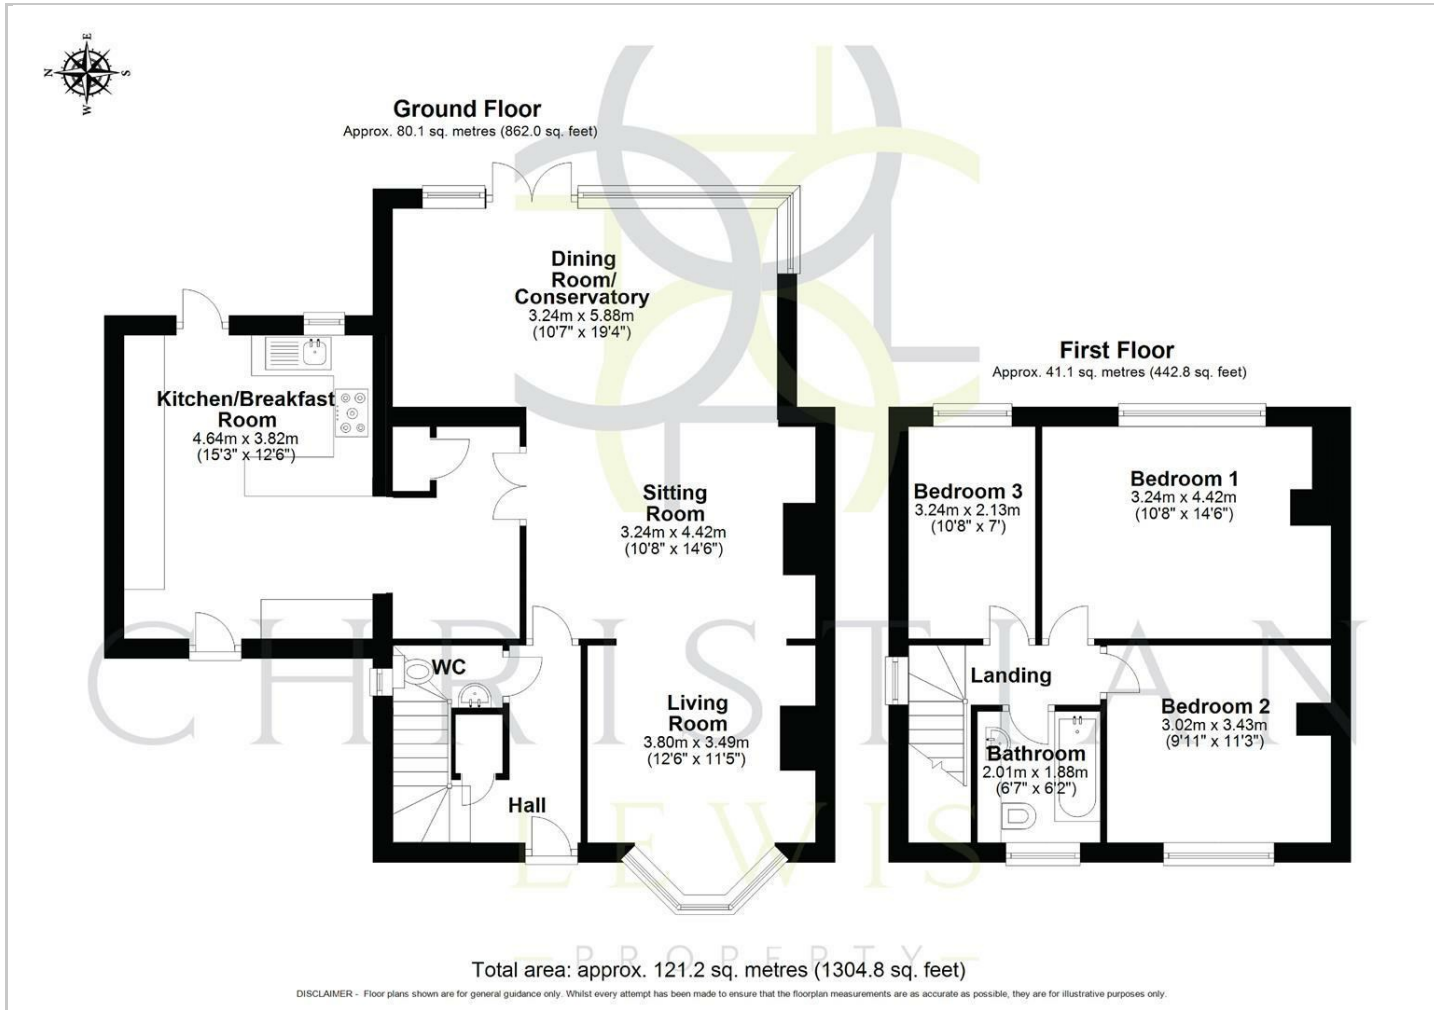 E
N
S
W
Ground Floor
Approx. 80.1 sq. metres (862.0 sq. feet)
Dining
Room/
Conservatory
3.24m x 5.88m
(10'7" x 19'4")
Kitchen/Breakfast
Room
4.64m x 3.82m
(15'3" x 12'6")
Sitting
Room
3.24m x 4.42m
(10'8" x 14'6")
WC
Living
Room
3.80m x 3.49m
(12'6" x 11'5")
Hall
First Floor
Approx. 41.1 sq. metres (442.8 sq. feet)
Bedroom 3
3.24m x 2.13m
(10'8" x 7')
Bedroom 1
3.24m x 4.42m
(10'8" x 14'6")
Landing
Bedroom 2
3.02m x 3.43m
(9'11" x 11'3")
Bathroom
2.01m x 1.88m
(6'7" x 6'2")
CHRISTIAN
LEWIS
PROPERTY
Total area: approx. 121.2 sq. metres (1304.8 sq. feet)
DISCLAIMER - Floor plans shown are for general guidance only. Whilst every attempt has been made to ensure that the floorplan measurements are as accurate as possible, they are for illustrative purposes only.